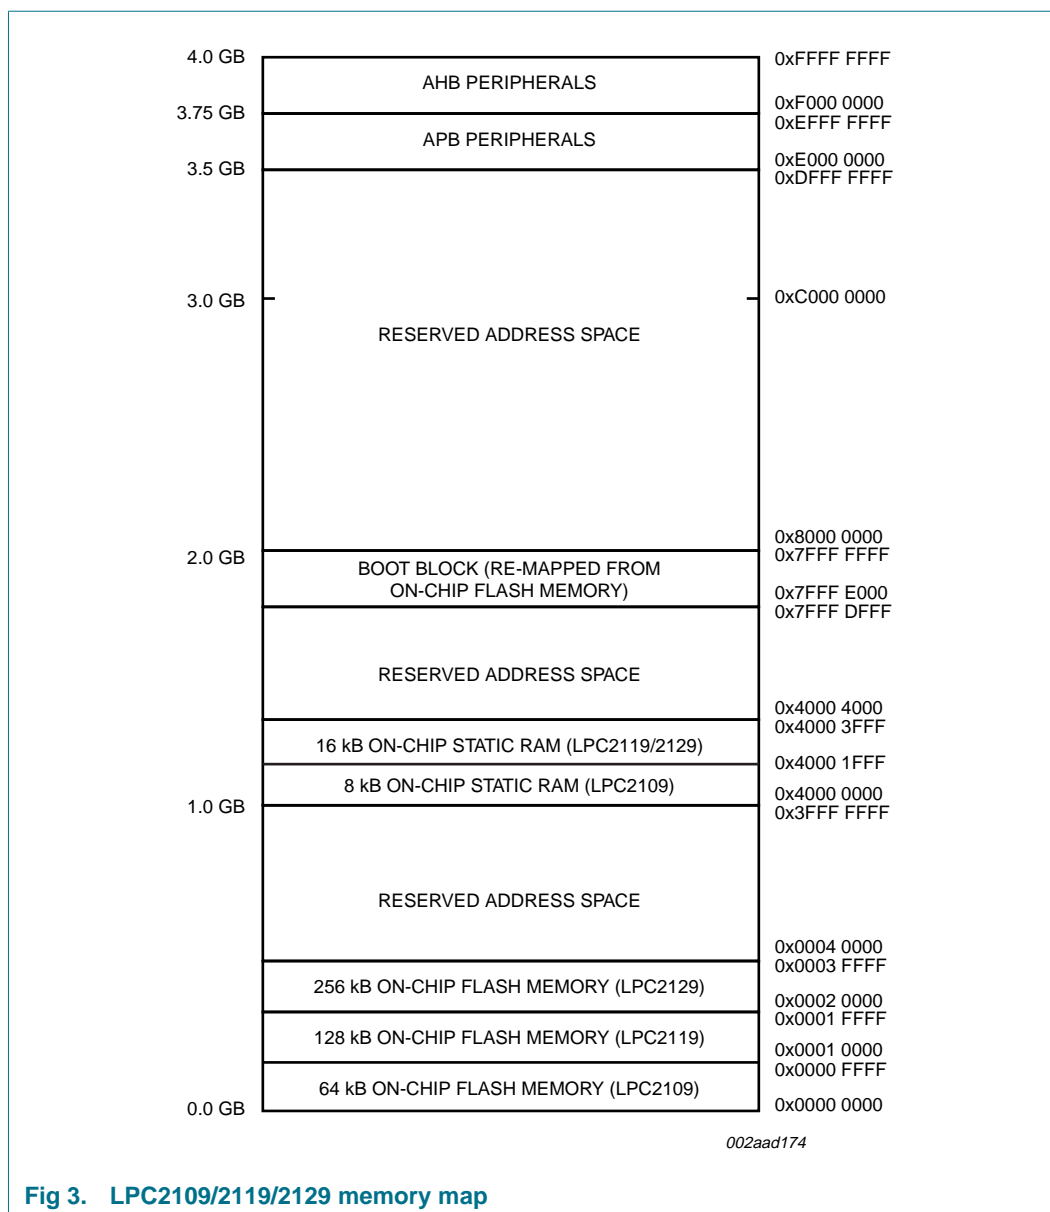 4.0 GB
0xFFFF FFFF
AHB PERIPHERALS
0xF000 0000
3.75 GB
0xEFFF FFFF
APB PERIPHERALS
0xE000 0000
3.5 GB
0xDFFF FFFF
3.0 GB
0xC000 0000
RESERVED ADDRESS SPACE
0x8000 0000
2.0 GB
0x7FFF FFFF
BOOT BLOCK (RE-MAPPED FROM
ON-CHIP FLASH MEMORY)
0x7FFF E000
0x7FFF DFFF
RESERVED ADDRESS SPACE
0x4000 4000
0x4000 3FFF
16 kB ON-CHIP STATIC RAM (LPC2119/2129)
0x4000 1FFF
8 kB ON-CHIP STATIC RAM (LPC2109)
0x4000 0000
1.0 GB
0x3FFF FFFF
RESERVED ADDRESS SPACE
0x0004 0000
0x0003 FFFF
256 kB ON-CHIP FLASH MEMORY (LPC2129)
0x0002 0000
0x0001 FFFF
128 kB ON-CHIP FLASH MEMORY (LPC2119)
0x0001 0000
0x0000 FFFF
64 kB ON-CHIP FLASH MEMORY (LPC2109)
0.0 GB
0x0000 0000
002aad174
Fig 3. LPC2109/2119/2129 memory map